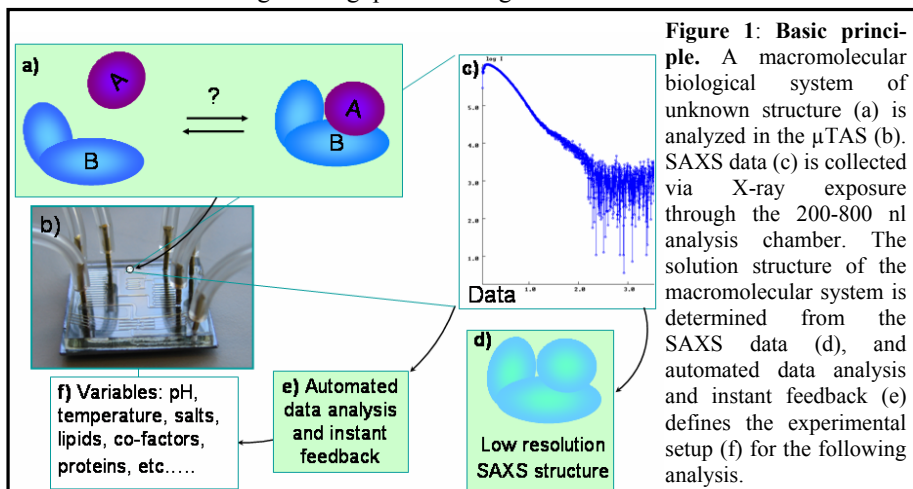 a)
A
?
B
A
B
b)
c)
log I
5.0
4.0
3.0
2.0
1.0
1.0
2.0
3.0
Data
d)
Low resolution
SAXS structure
e) Automated
data analysis
and instant
feedback
f) Variables: pH,
temperature, salts,
lipids, co-factors,
proteins, etc.....
Figure 1: Basic princi-
ple. A macromolecular
biological system of
unknown structure (a) is
analyzed in the µTAS (b).
SAXS data (c) is collected
via X-ray exposure
through the 200-800 nl
analysis chamber. The
solution structure of the
macromolecular system is
determined from the
SAXS data (d), and
automated data analysis
and instant feedback (e)
defines the experimental
setup (f) for the following
analysis.